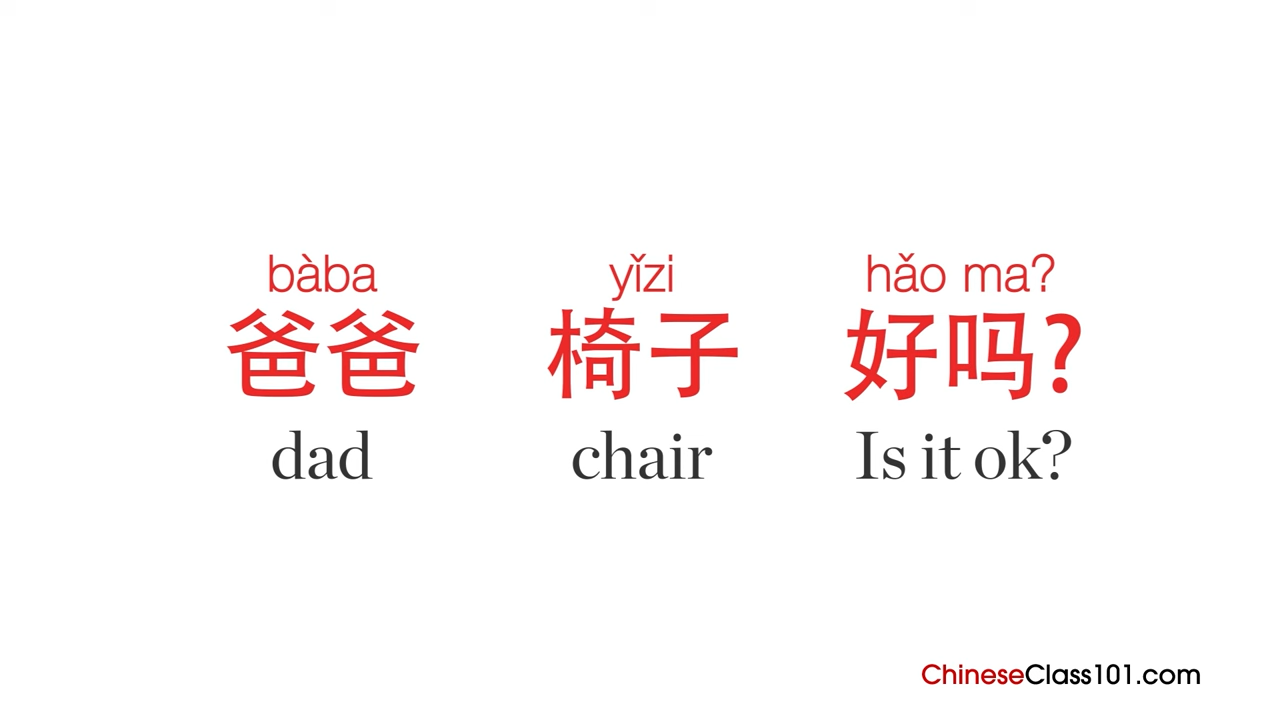 bàba yǐzi hǎo ma?
爸爸 椅子 好吗?
dad chair Is it ok?
ChineseClass101.com